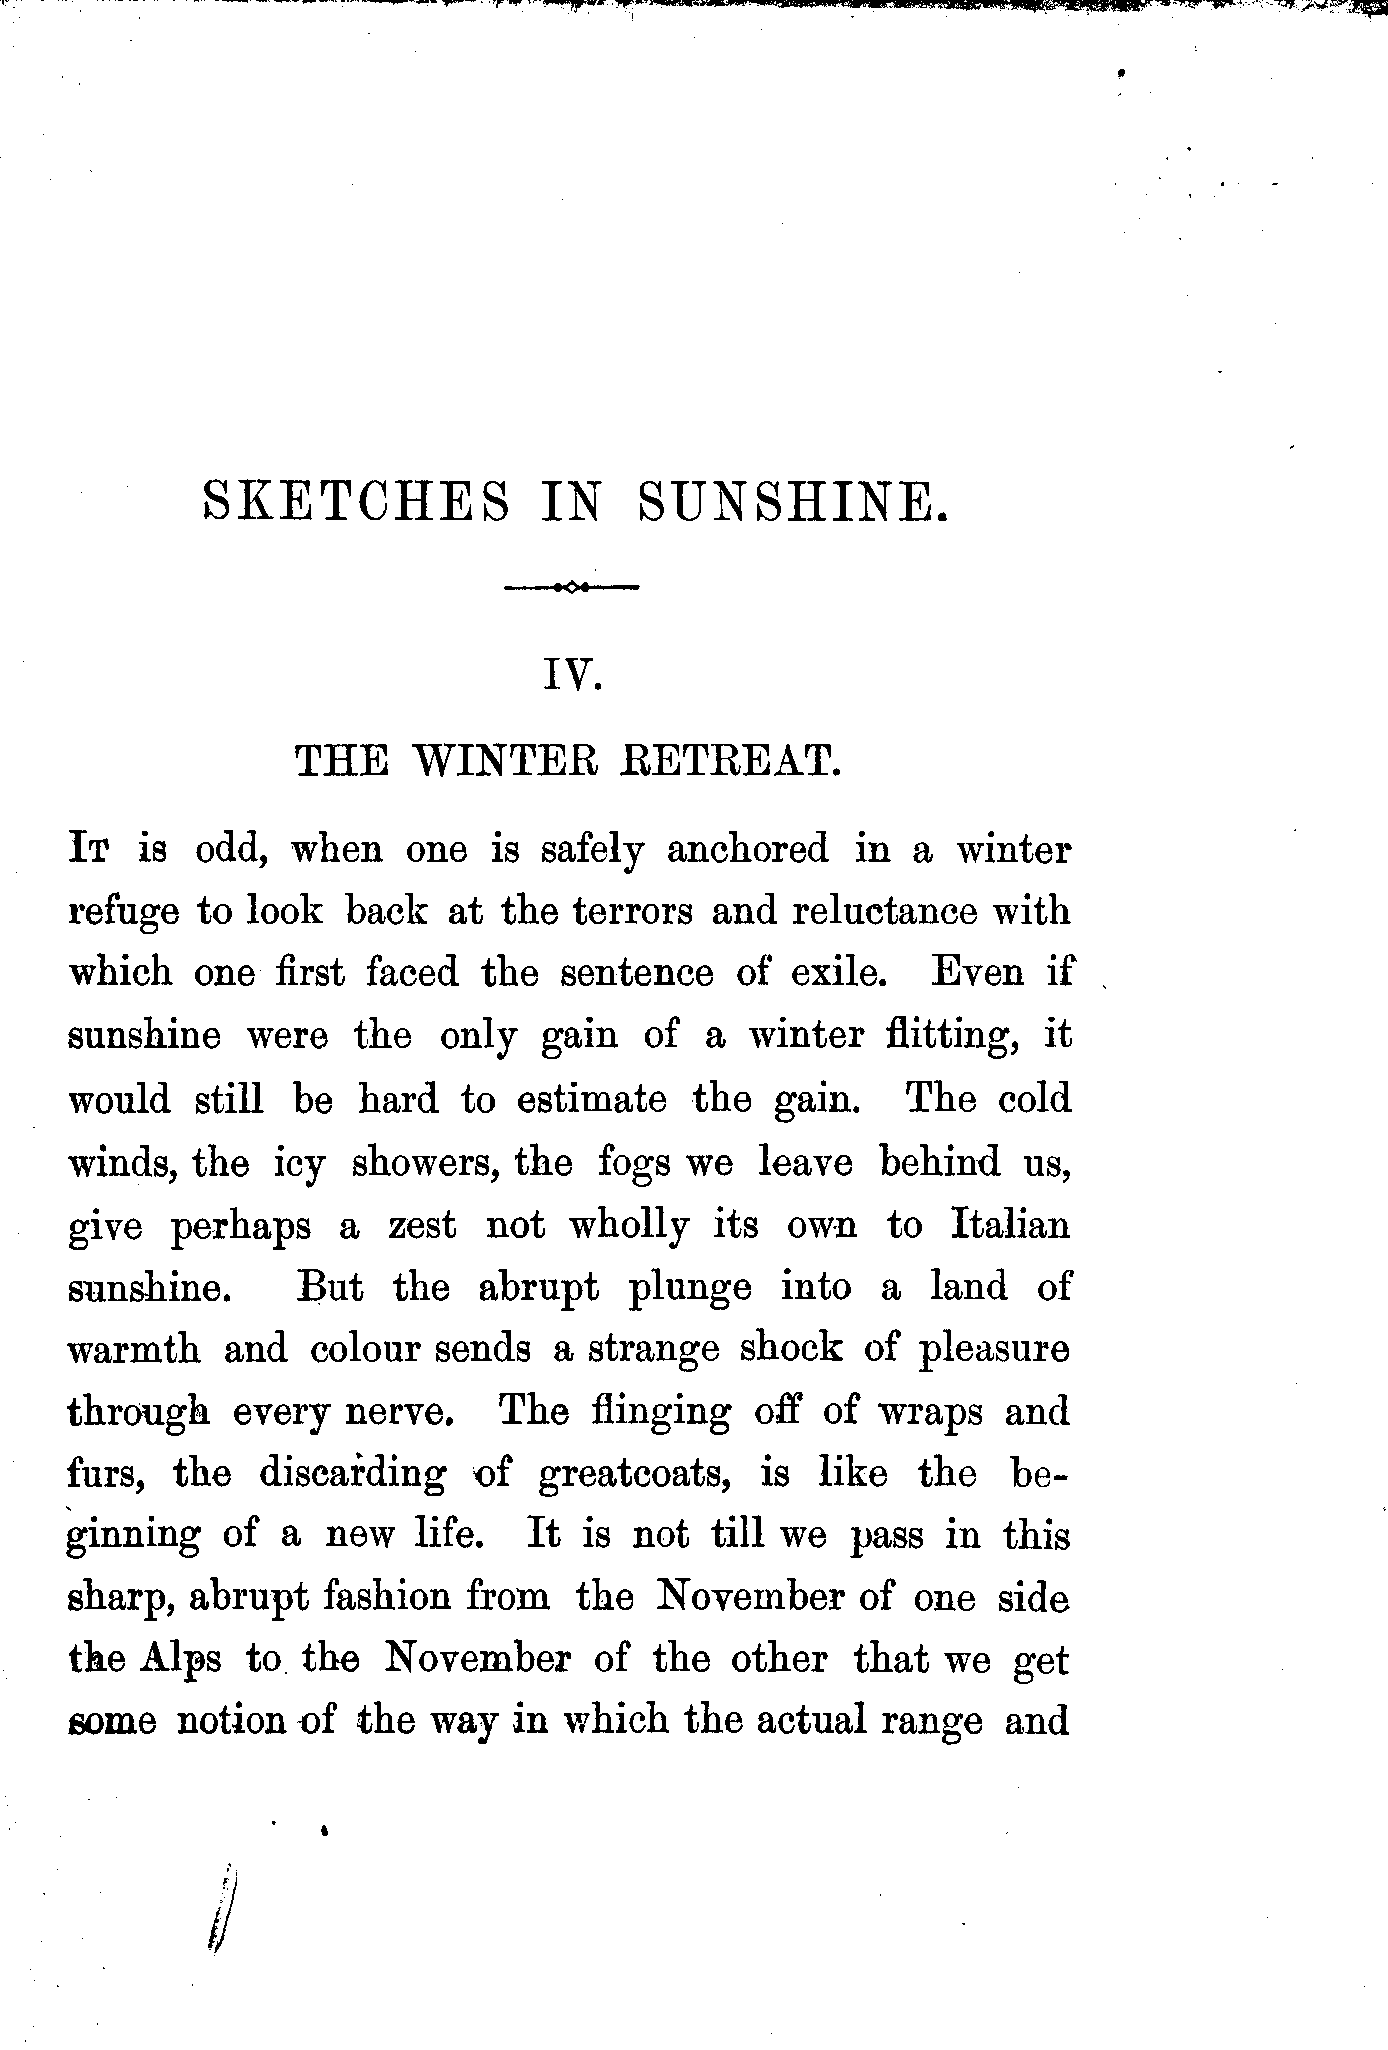 SKETCHES IN SUNSHINE.
IV.
THE WINTER RETREAT.
IT is odd, when one is safely anchored in a winter
refuge to look back at the terrors and reluctance with
which one first faced the sentence of exile. Even if
sunshine were the only gain of a winter flitting, it
would still be hard to estimate the gain. The cold
winds, the icy showers, the fogs we leave behind us,
give perhaps a zest not wholly its own to Italian
sunshine. But the abrupt plunge into a land of
warmth and colour sends a strange shock of pleasure
through every nerve. The flinging off of wraps and
furs, the discarding of greatcoats, is like the be-
ginning of a new life. It is not till we pass in this
sharp, abrupt fashion from the November of one side
the Alps to the November of the other that we get
some notion of the way in which the actual range and